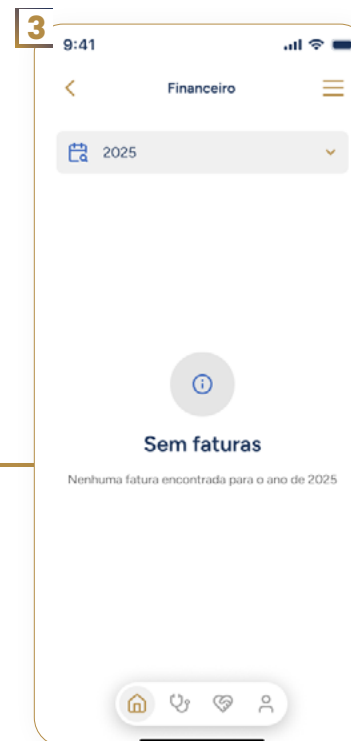 3
9:41
Financeiro
2025
Sem faturas
Nenhuma fatura encontrada para o ano de 2025